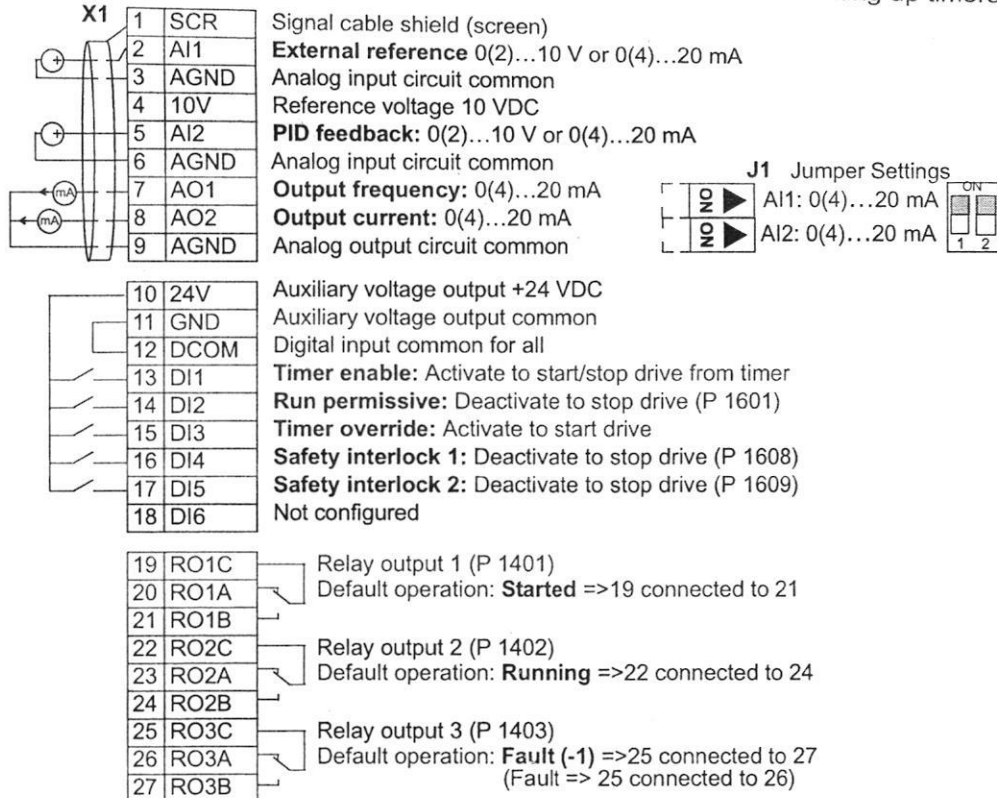 X1
1 SCR Signal cable shield (screen)
2 AI1 External reference 0(2)…10 V or 0(4)…20 mA
3 AGND Analog input circuit common
4 10V Reference voltage 10 VDC
5 AI2 PID feedback: 0(2)…10 V or 0(4)…20 mA
6 AGND Analog input circuit common
7 AO1 Output frequency: 0(4)…20 mA
8 AO2 Output current: 0(4)…20 mA
9 AGND Analog output circuit common
mA
mA
J1 Jumper Settings
ON AI1: 0(4)…20 mA
ON AI2: 0(4)…20 mA
ON
1 2
10 24V Auxiliary voltage output +24 VDC
11 GND Auxiliary voltage output common
12 DCOM Digital input common for all
13 DI1 Timer enable: Activate to start/stop drive from timer
14 DI2 Run permissive: Deactivate to stop drive (P 1601)
15 DI3 Timer override: Activate to start drive
16 DI4 Safety interlock 1: Deactivate to stop drive (P 1608)
17 DI5 Safety interlock 2: Deactivate to stop drive (P 1609)
18 DI6 Not configured
19 RO1C Relay output 1 (P 1401)
20 RO1A Default operation: Started =>19 connected to 21
21 RO1B
22 RO2C Relay output 2 (P 1402)
23 RO2A Default operation: Running =>22 connected to 24
24 RO2B
25 RO3C Relay output 3 (P 1403)
26 RO3A Default operation: Fault (-1) =>25 connected to 27
27 RO3B (Fault => 25 connected to 26)